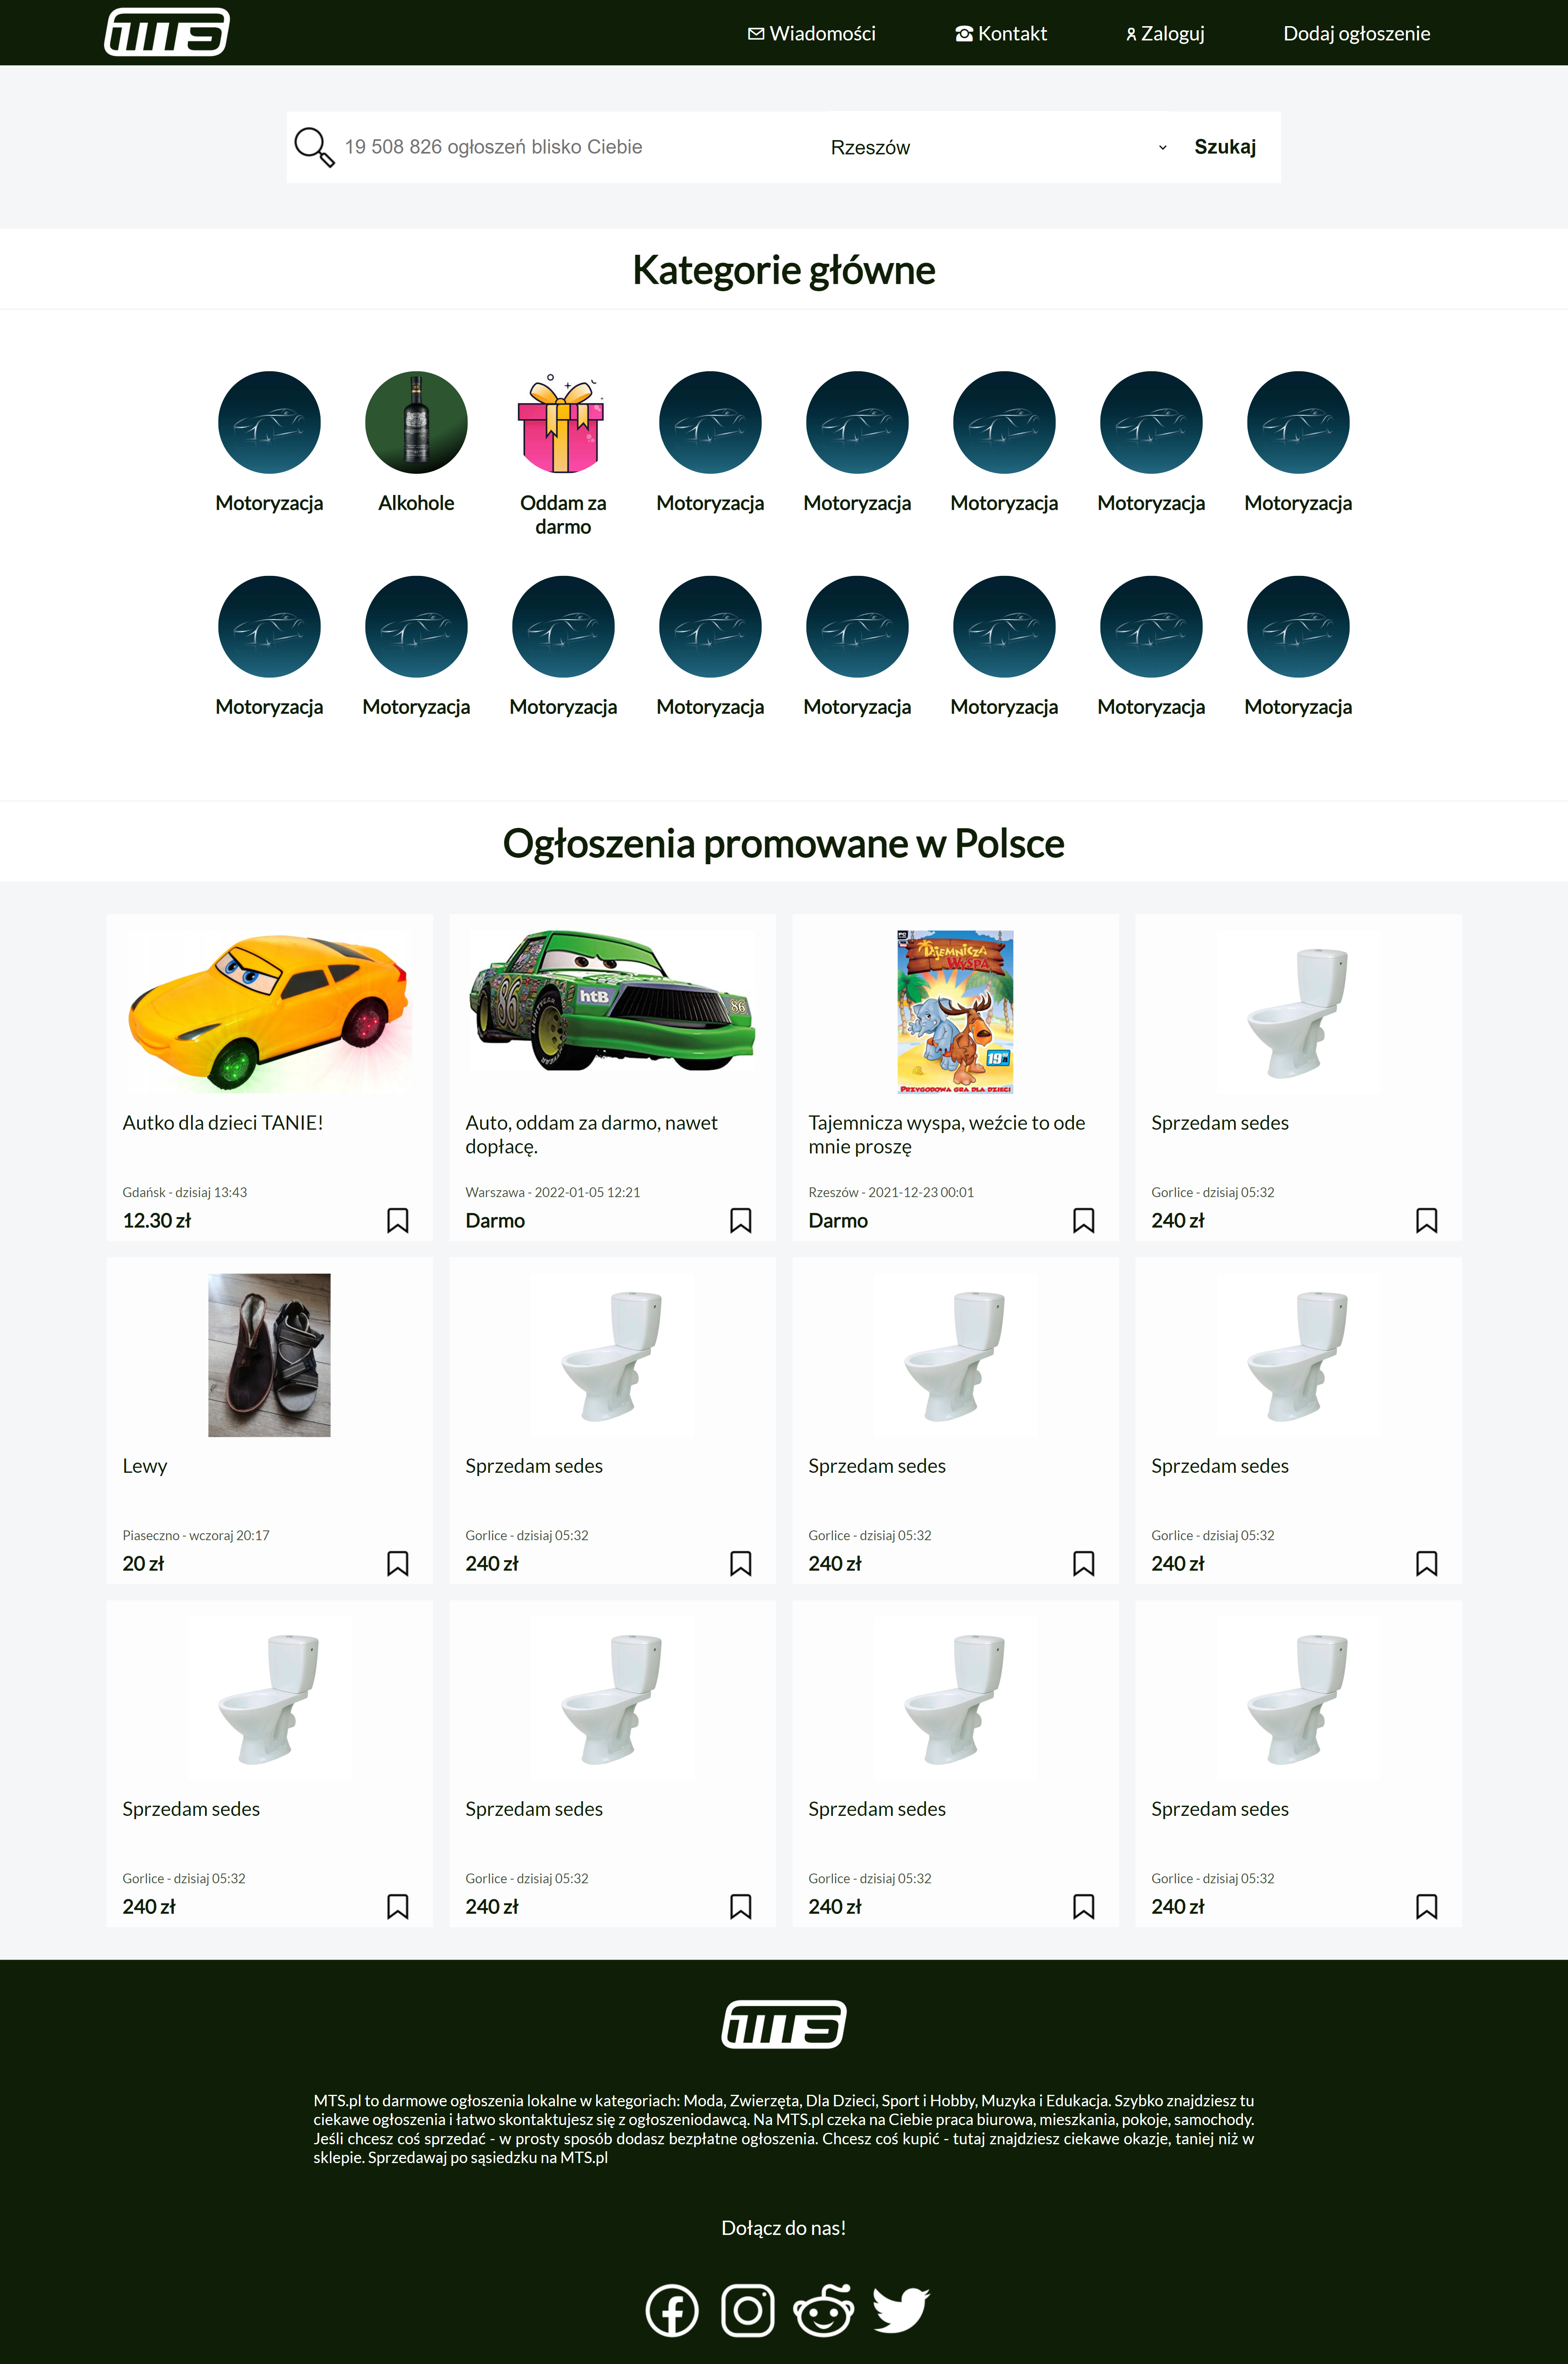 MTS
Wiadomości
Kontakt
Zaloguj
Dodaj ogłoszenie
19 508 826 ogłoszeń blisko Ciebie
Rzeszów
Szukaj
Kategorie główne
Motoryzacja
Alkohole
Oddam za
darmo
Motoryzacja
Motoryzacja
Motoryzacja
Motoryzacja
Motoryzacja
Motoryzacja
Motoryzacja
Motoryzacja
Motoryzacja
Motoryzacja
Motoryzacja
Motoryzacja
Motoryzacja
Ogłoszenia promowane w Polsce
Autko dla dzieci TANIE!
Gdańsk - dzisiaj 13:43
12.30 zł
htB
86
86
Auto, oddam za darmo, nawet
dopłacę.
Warszawa - 2022-01-05 12:21
Darmo
TAJEMNICZA
WYSPA
19
PRZYGODOWA GRA DLA DZIECI
Tajemnicza wyspa, weźcie to ode
mnie proszę
Rzeszów - 2021-12-23 00:01
Darmo
Sprzedam sedes
Gorlice - dzisiaj 05:32
240 zł
Lewy
Piaseczno - wczoraj 20:17
20 zł
Sprzedam sedes
Gorlice - dzisiaj 05:32
240 zł
Sprzedam sedes
Gorlice - dzisiaj 05:32
240 zł
Sprzedam sedes
Gorlice - dzisiaj 05:32
240 zł
Sprzedam sedes
Gorlice - dzisiaj 05:32
240 zł
Sprzedam sedes
Gorlice - dzisiaj 05:32
240 zł
Sprzedam sedes
Gorlice - dzisiaj 05:32
240 zł
Sprzedam sedes
Gorlice - dzisiaj 05:32
240 zł
MTS
MTS.pl to darmowe ogłoszenia lokalne w kategoriach: Moda, Zwierzęta, Dla Dzieci, Sport i Hobby, Muzyka i Edukacja. Szybko znajdziesz tu
ciekawe ogłoszenia i łatwo skontaktujesz się z ogłoszeniodawcą. Na MTS.pl czeka na Ciebie praca biurowa, mieszkania, pokoje, samochody.
Jeśli chcesz coś sprzedać - w prosty sposób dodasz bezpłatne ogłoszenia. Chcesz coś kupić - tutaj znajdziesz ciekawe okazje, taniej niż w
sklepie. Sprzedawaj po sąsiedzku na MTS.pl
Dołącz do nas!